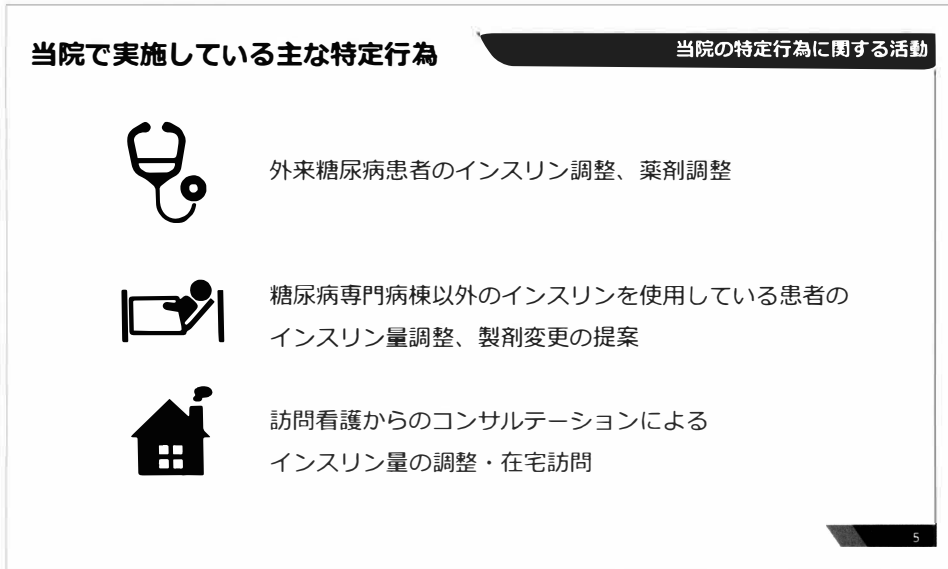 当院で実施している主な特定行為
当院の特定行為に関する活動
外来糖尿病患者のインスリン調整、薬剤調整
糖尿病専門病棟以外のインスリンを使用している患者の
インスリン量調整、製剤変更の提案
訪問看護からのコンサルテーションによる
インスリン量の調整・在宅訪問
5